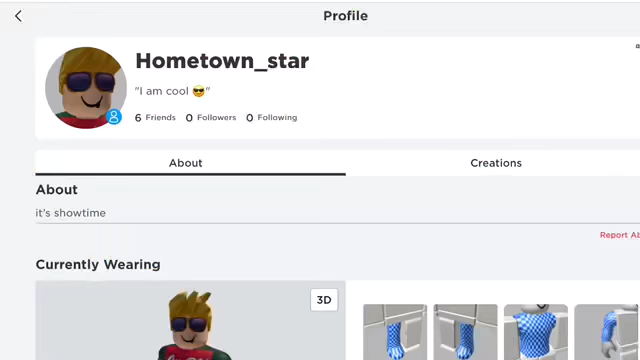 Profile
Hometown_star
"I am cool 😎"
6 Friends 0 Followers 0 Following
About Creations
About
it's showtime
Report
Currently Wearing
3D